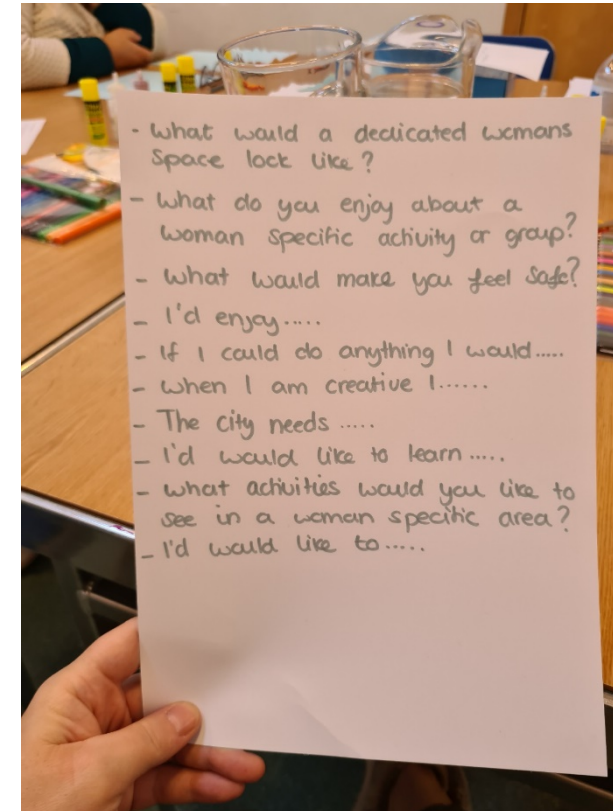 - What would a dedicated womans
Space look like?
- What do you enjoy about a
woman specific activity or group?
- What would make you feel safe?
- I'd enjoy.....
- If I could do anything I would.....
- when I am creative I......
- The city needs .....
- I'd would like to learn .....
- what activities would you like to
see in a woman specific area?
- I'd would like to.....